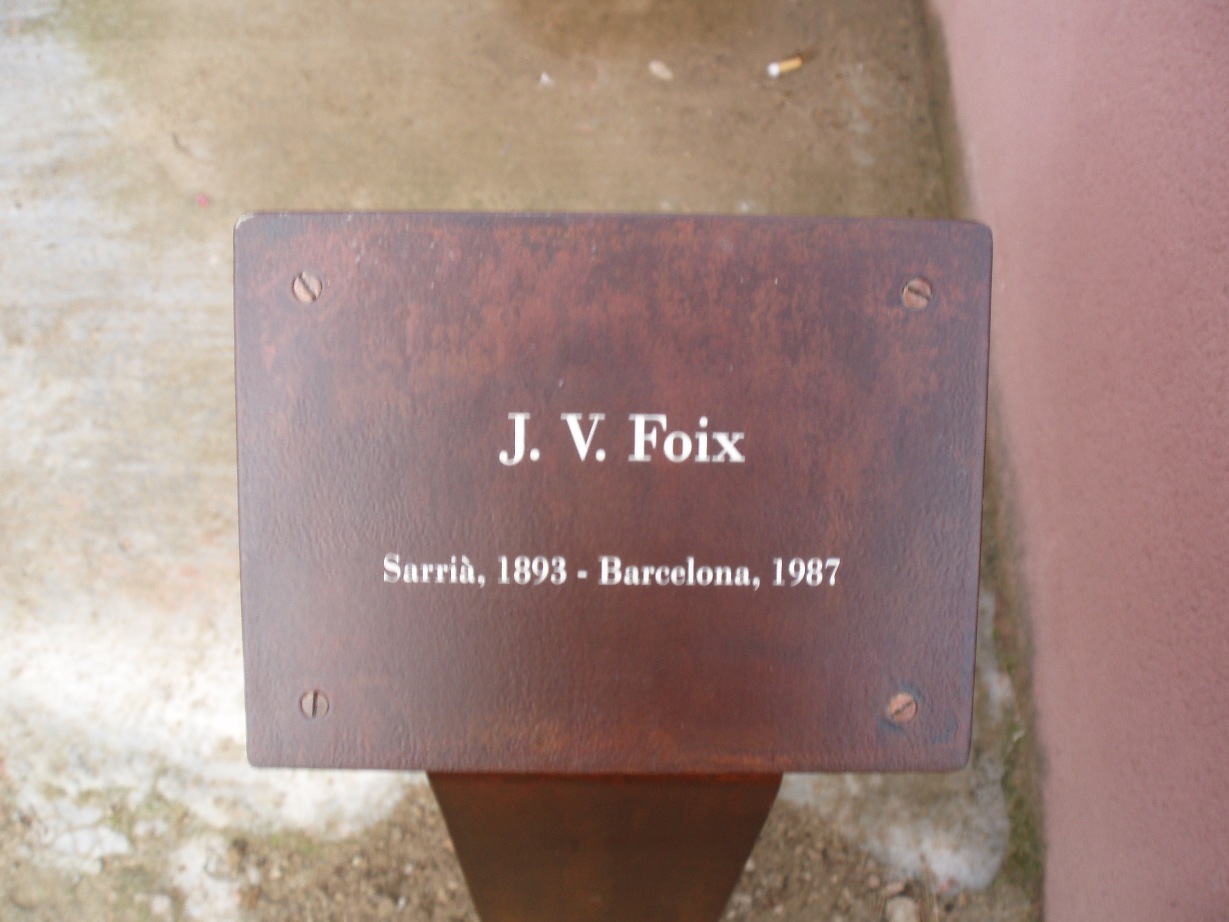 J. V. Foix
Sarrià, 1893 - Barcelona, 1987